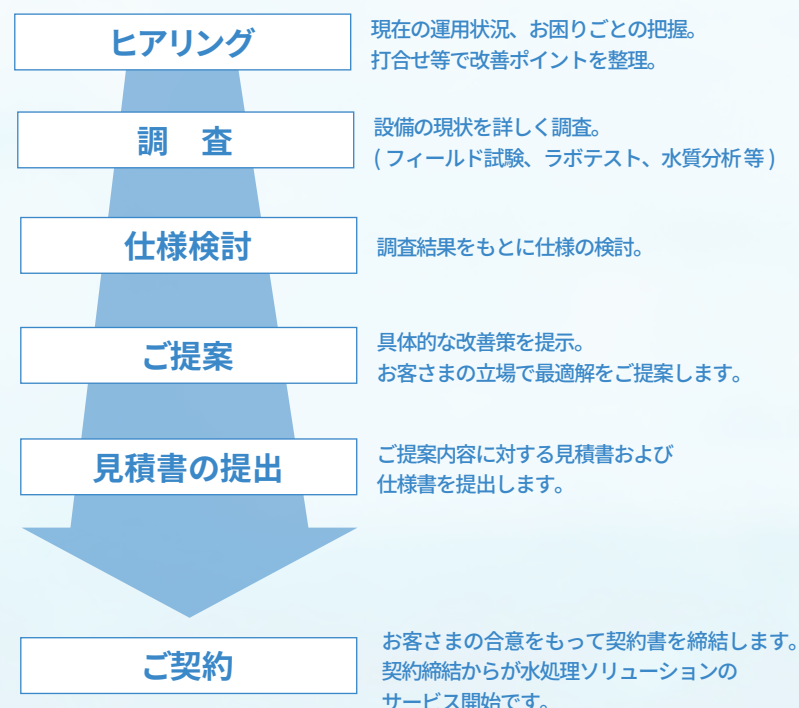 ヒアリング
現在の運用状況、お困りごとの把握。
打合せ等で改善ポイントを整理。
調　査
設備の現状を詳しく調査。
( フィールド試験、ラボテスト、水質分析 等 )
仕様検討
調査結果をもとに仕様の検討。
ご提案
具体的な改善策を提示。
お客さまの立場で最適解をご提案します。
見積書の提出
ご提案内容に対する見積書および
仕様書を提出します。
ご契約
お客さまの合意をもって契約書を締結します。
契約締結からが水処理ソリューションの
サービス開始です。